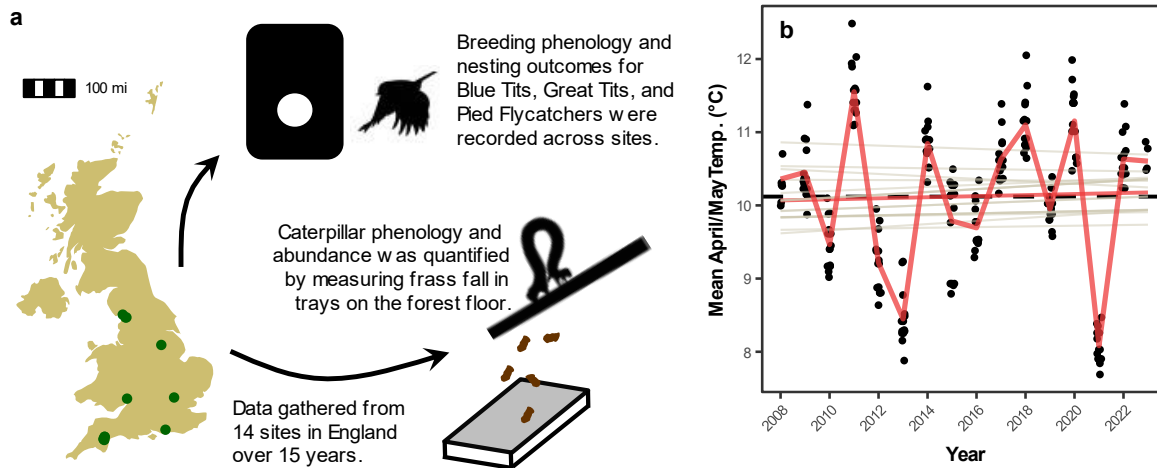 a
100 mi
Breeding phenology and
nesting outcomes for
Blue Tits, Great Tits, and
Pied Flycatchers were
recorded across sites.
Caterpillar phenology and
abundance was quantified
by measuring frass fall in
trays on the forest floor.
Data gathered from
14 sites in England
over 15 years.
b
Mean April/May Temp. (°C)
12
11
10
9
8
2008
2010
2012
2014
2016
2018
2020
2022
Year